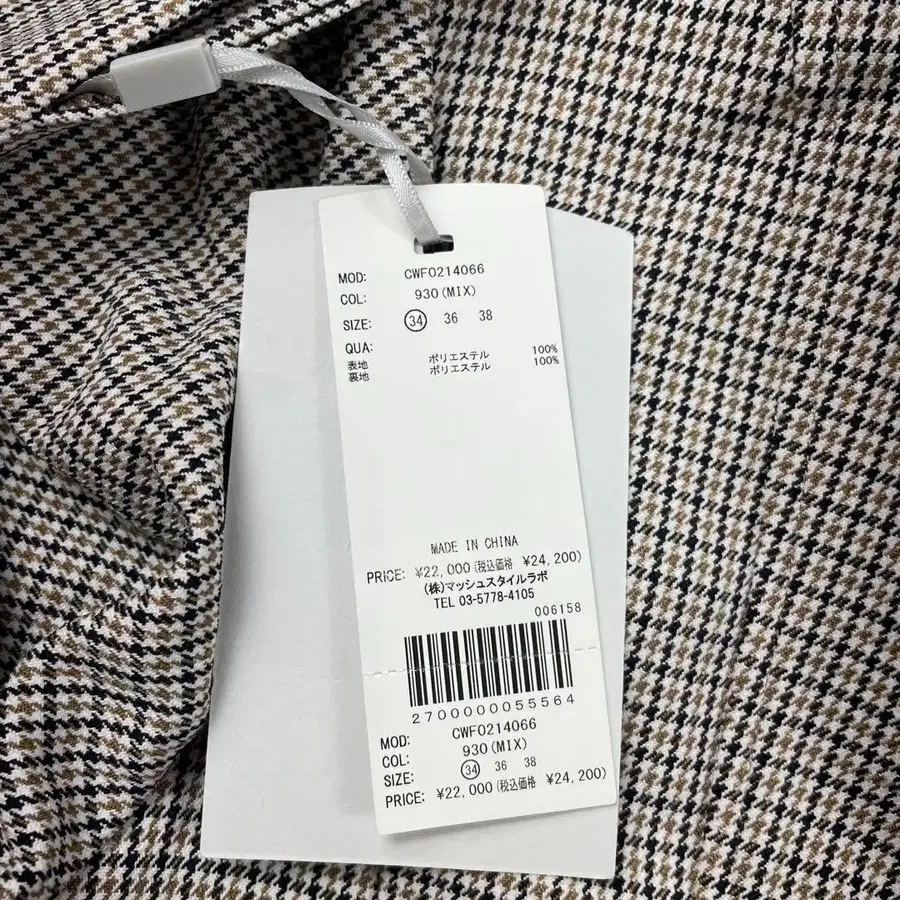 MOD: CWFO214066
COL: 930(MIX)
SIZE: 34 36 38
QUA:
表地 ポリエステル 100%
裏地 ポリエステル 100%
MADE IN CHINA
PRICE: ¥22,000(税込価格 ¥24,200)
(株)マッシュスタイルラボ
TEL 03-5778-4105
006158
2700000055564
MOD: CWFO214066
COL: 930(MIX)
SIZE: 34 36 38
PRICE: ¥22,000(税込価格 ¥24,200)